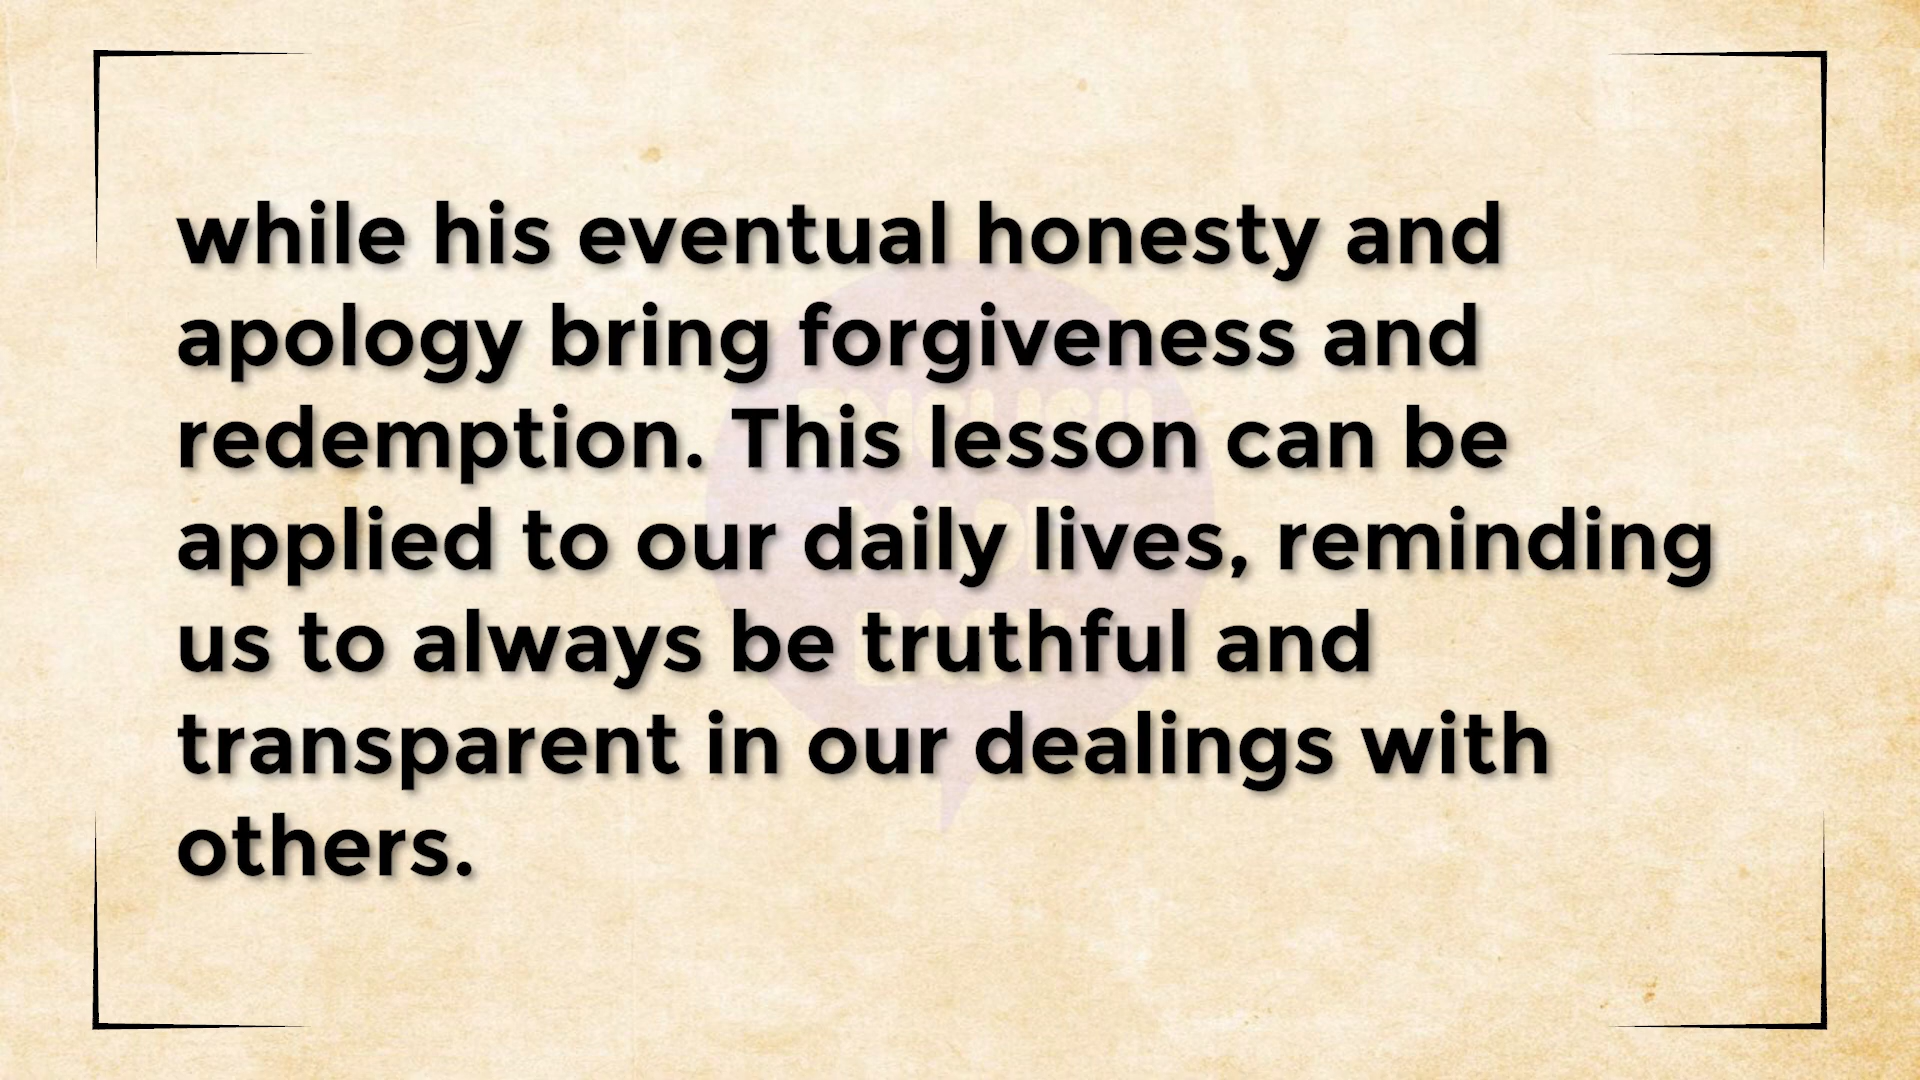 while his eventual honesty and
apology bring forgiveness and
redemption. This lesson can be
applied to our daily lives, reminding
us to always be truthful and
transparent in our dealings with
others.
ENGLISH